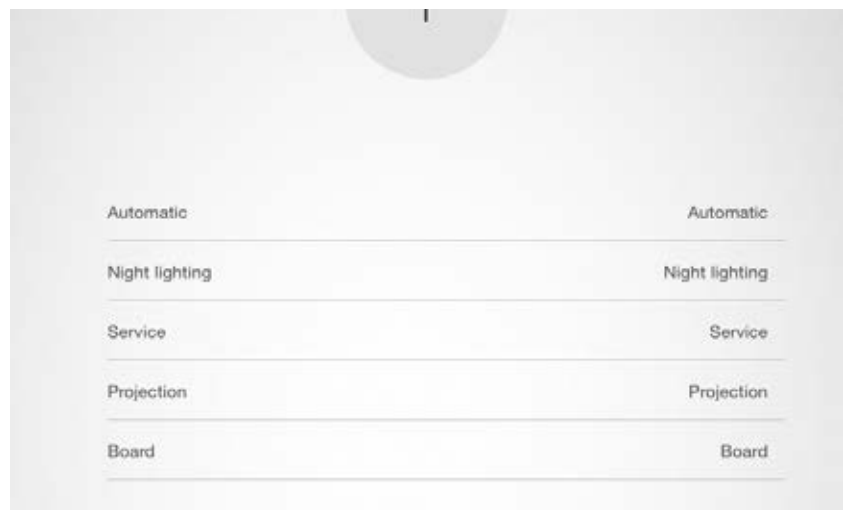 Automatic Automatic
Night lighting Night lighting
Service Service
Projection Projection
Board Board